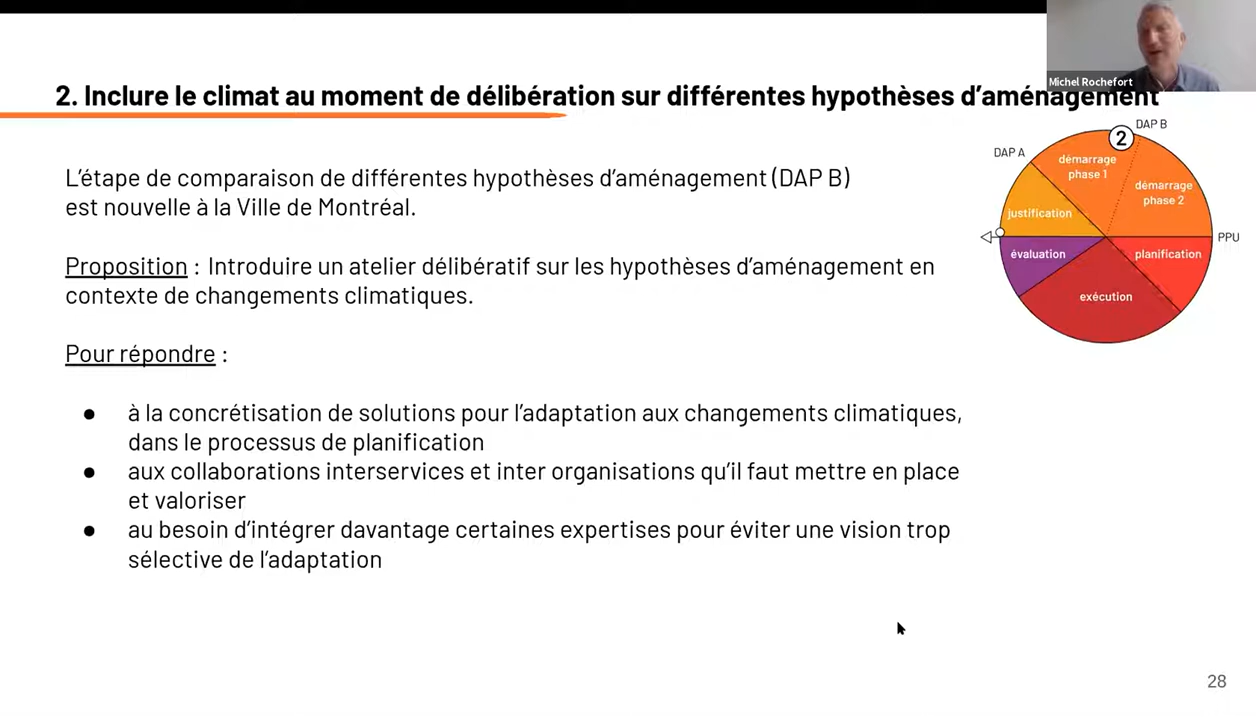 Michel Rochefort
2. Inclure le climat au moment de délibération sur différentes hypothèses d'aménagement
L'étape de comparaison de différentes hypothèses d'aménagement (DAP B)
est nouvelle à la Ville de Montréal.
Proposition : Introduire un atelier délibératif sur les hypothèses d'aménagement en
contexte de changements climatiques.
Pour répondre :
● à la concrétisation de solutions pour l'adaptation aux changements climatiques,
dans le processus de planification
● aux collaborations interservices et inter organisations qu'il faut mettre en place
et valoriser
● au besoin d'intégrer davantage certaines expertises pour éviter une vision trop
sélective de l'adaptation
DAP A
2
DAP B
démarrage
phase 1
démarrage
phase 2
justification
PPU
évaluation
planification
exécution
28